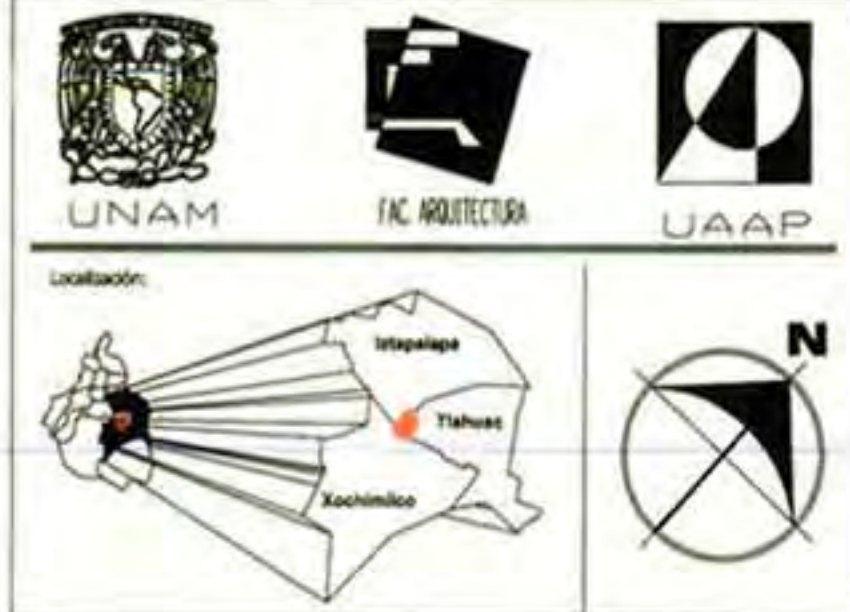 UNAM
FAC. ARQUITECTURA
UAAP
Localización:
N
Iztapalapa
Tlahuac
Xochimilco